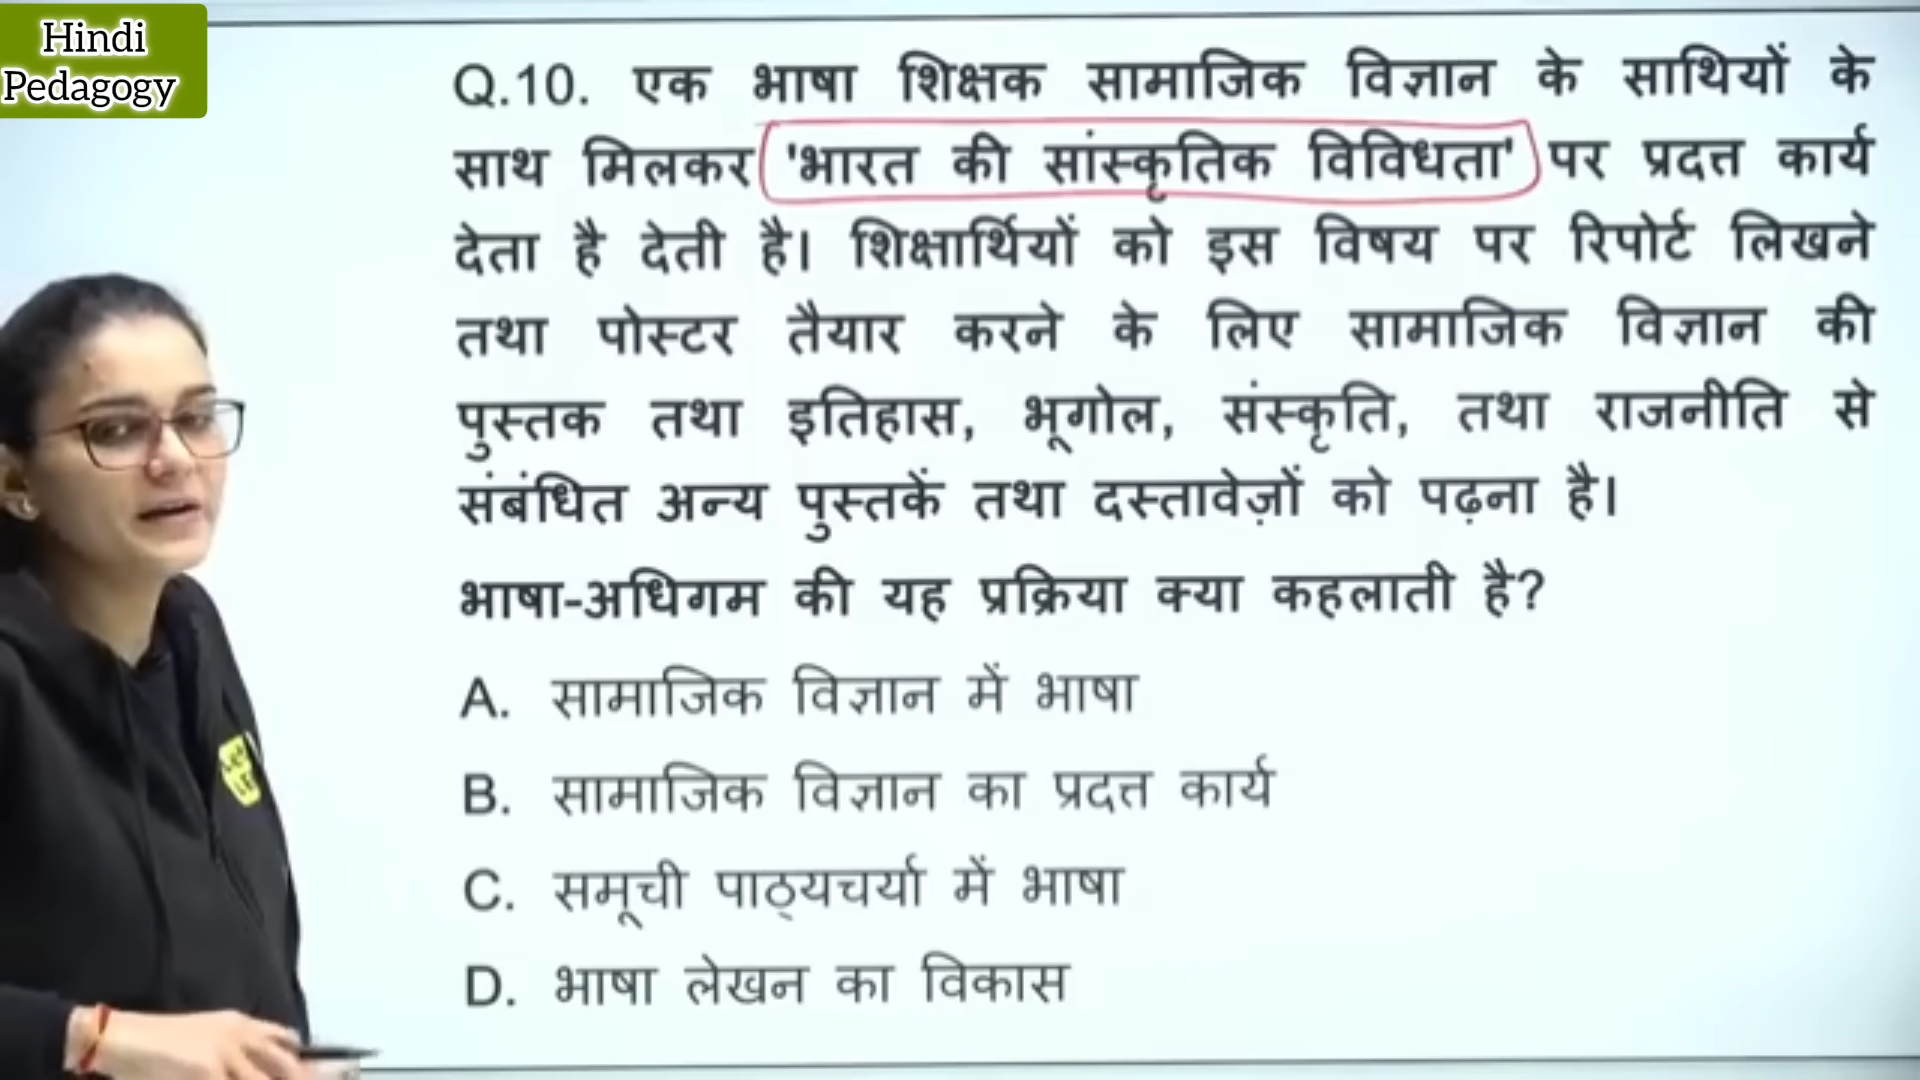 Hindi
Pedagogy
Q.10. एक भाषा शिक्षक सामाजिक विज्ञान के साथियों के
साथ मिलकर 'भारत की सांस्कृतिक विविधता' पर प्रदत्त कार्य
देता है देती है। शिक्षार्थियों को इस विषय पर रिपोर्ट लिखने
तथा पोस्टर तैयार करने के लिए सामाजिक विज्ञान की
पुस्तक तथा इतिहास, भूगोल, संस्कृति, तथा राजनीति से
संबंधित अन्य पुस्तकें तथा दस्तावेज़ों को पढ़ना है।
भाषा-अधिगम की यह प्रक्रिया क्या कहलाती है?
A. सामाजिक विज्ञान में भाषा
B. सामाजिक विज्ञान का प्रदत्त कार्य
C. समूची पाठ्यचर्या में भाषा
D. भाषा लेखन का विकास